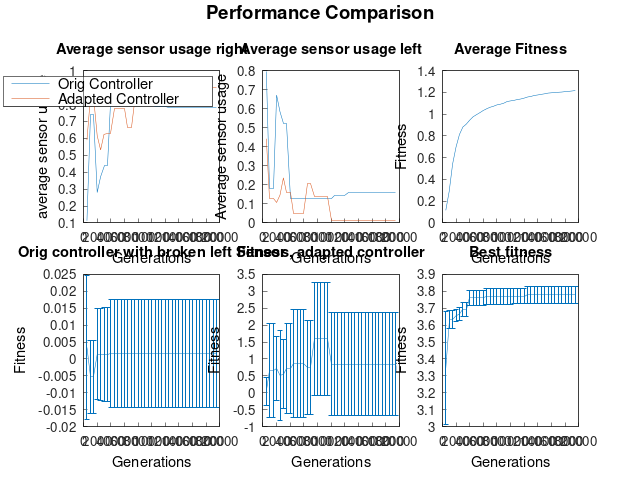 Performance Comparison
Average sensor usage right
Average sensor usage left
Average Fitness
Orig Controller
Adapted Controller
average sensor usage
1
0.8
0.7
0.6
0.5
0.4
0.3
0.2
0.1
Generations
Average sensor usage
0.8
0.7
0.6
0.5
0.4
0.3
0.2
0.1
0
Generations
Fitness
1.4
1.2
1
0.8
0.6
0.4
0.2
0
Generations
Orig controller with broken left Sensor
Fitness, adapted controller
Best fitness
Fitness
0.025
0.02
0.015
0.01
0.005
0
-0.005
-0.01
-0.015
-0.02
Generations
Fitness
3.5
3
2.5
2
1.5
1
0.5
0
-0.5
-1
Generations
Fitness
3.9
3.8
3.7
3.6
3.5
3.4
3.3
3.2
3.1
3
Generations